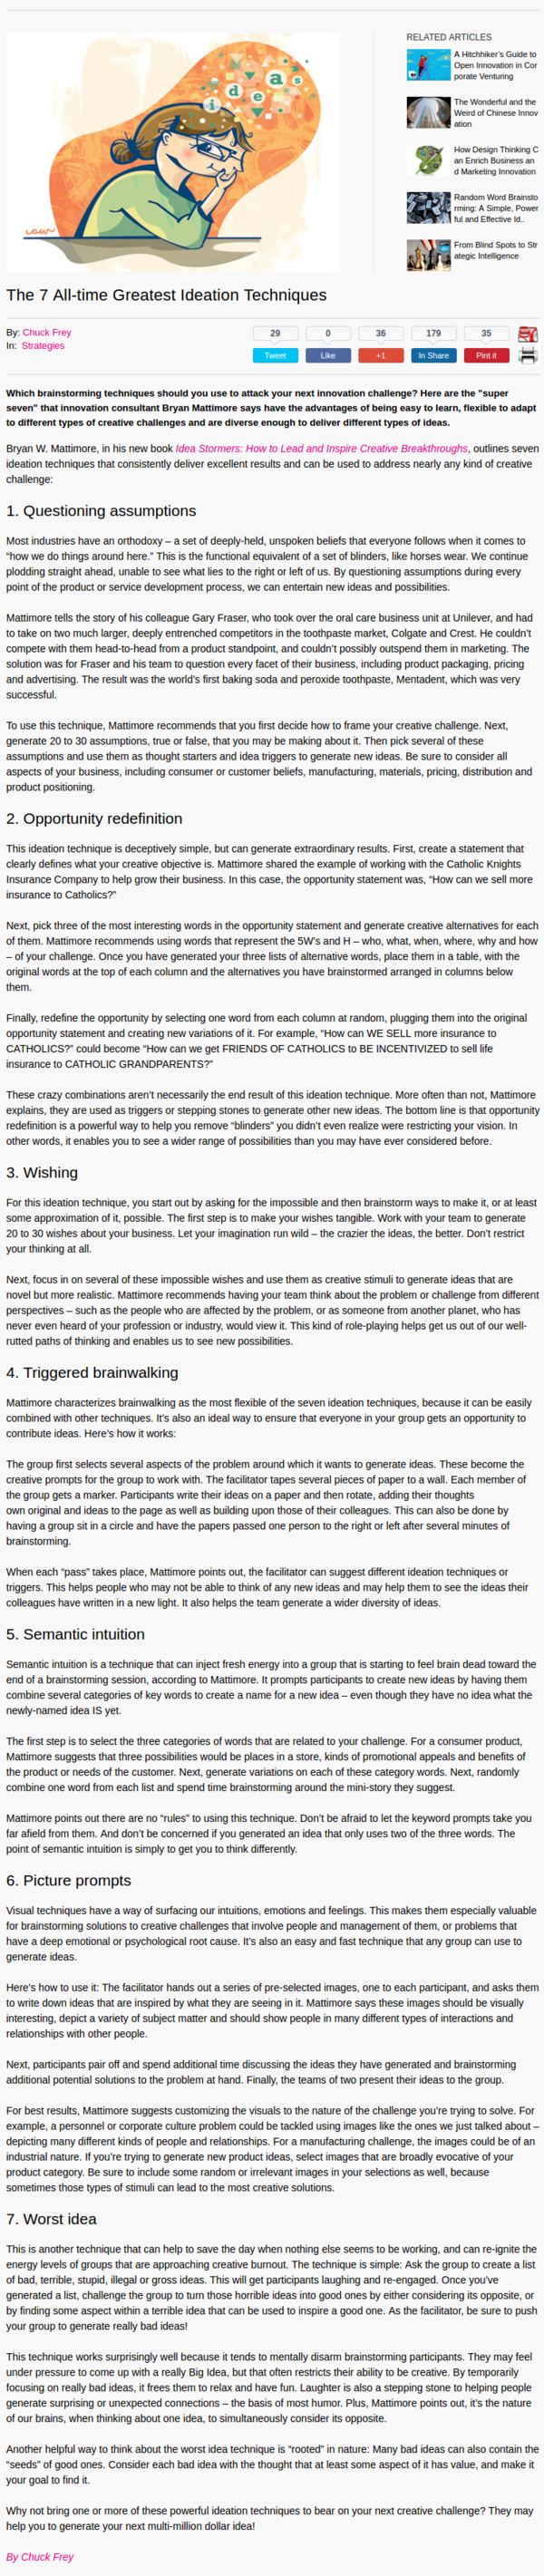 RELATED ARTICLES
A Hitchhiker's Guide to
Open Innovation in Cor
porate Venturing
The Wonderful and the
Weird of Chinese Innov
ation
How Design Thinking C
an Enrich Business an
d Marketing Innovation
Random Word Brainsto
rming: A Simple, Power
ful and Effective Id..
From Blind Spots to Str
ategic Intelligence
i d e a s
The 7 All-time Greatest Ideation Techniques
By: Chuck Frey
In: Strategies
29 0 36 179 35
Tweet Like +1 In Share Pint it
Which brainstorming techniques should you use to attack your next innovation challenge? Here are the "super
seven" that innovation consultant Bryan Mattimore says have the advantages of being easy to learn, flexible to adapt
to different types of creative challenges and are diverse enough to deliver different types of ideas.
Bryan W. Mattimore, in his new book Idea Stormers: How to Lead and Inspire Creative Breakthroughs, outlines seven
ideation techniques that consistently deliver excellent results and can be used to address nearly any kind of creative
challenge:
1. Questioning assumptions
Most industries have an orthodoxy – a set of deeply-held, unspoken beliefs that everyone follows when it comes to
“how we do things around here.” This is the functional equivalent of a set of blinders, like horses wear. We continue
plodding straight ahead, unable to see what lies to the right or left of us. By questioning assumptions during every
point of the product or service development process, we can entertain new ideas and possibilities.
Mattimore tells the story of his colleague Gary Fraser, who took over the oral care business unit at Unilever, and had
to take on two much larger, deeply entrenched competitors in the toothpaste market, Colgate and Crest. He couldn’t
compete with them head-to-head from a product standpoint, and couldn’t possibly outspend them in marketing. The
solution was for Fraser and his team to question every facet of their business, including product packaging, pricing
and advertising. The result was the world’s first baking soda and peroxide toothpaste, Mentadent, which was very
successful.
To use this technique, Mattimore recommends that you first decide how to frame your creative challenge. Next,
generate 20 to 30 assumptions, true or false, that you may be making about it. Then pick several of these
assumptions and use them as thought starters and idea triggers to generate new ideas. Be sure to consider all
aspects of your business, including consumer or customer beliefs, manufacturing, materials, pricing, distribution and
product positioning.
2. Opportunity redefinition
This ideation technique is deceptively simple, but can generate extraordinary results. First, create a statement that
clearly defines what your creative objective is. Mattimore shared the example of working with the Catholic Knights
Insurance Company to help grow their business. In this case, the opportunity statement was, “How can we sell more
insurance to Catholics?”
Next, pick three of the most interesting words in the opportunity statement and generate creative alternatives for each
of them. Mattimore recommends using words that represent the 5W’s and H – who, what, when, where, why and how
– of your challenge. Once you have generated your three lists of alternative words, place them in a table, with the
original words at the top of each column and the alternatives you have brainstormed arranged in columns below
them.
Finally, redefine the opportunity by selecting one word from each column at random, plugging them into the original
opportunity statement and creating new variations of it. For example, “How can WE SELL more insurance to
CATHOLICS?” could become “How can we get FRIENDS OF CATHOLICS to BE INCENTIVIZED to sell life
insurance to CATHOLIC GRANDPARENTS?”
These crazy combinations aren’t necessarily the end result of this ideation technique. More often than not, Mattimore
explains, they are used as triggers or stepping stones to generate other new ideas. The bottom line is that opportunity
redefinition is a powerful way to help you remove “blinders” you didn’t even realize were restricting your vision. In
other words, it enables you to see a wider range of possibilities than you may have ever considered before.
3. Wishing
For this ideation technique, you start out by asking for the impossible and then brainstorm ways to make it, or at least
some approximation of it, possible. The first step is to make your wishes tangible. Work with your team to generate
20 to 30 wishes about your business. Let your imagination run wild – the crazier the ideas, the better. Don’t restrict
your thinking at all.
Next, focus in on several of these impossible wishes and use them as creative stimuli to generate ideas that are
novel but more realistic. Mattimore recommends having your team think about the problem or challenge from different
perspectives – such as the people who are affected by the problem, or as someone from another planet, who has
never even heard of your profession or industry, would view it. This kind of role-playing helps get us out of our well-
rutted paths of thinking and enables us to see new possibilities.
4. Triggered brainwalking
Mattimore characterizes brainwalking as the most flexible of the seven ideation techniques, because it can be easily
combined with other techniques. It’s also an ideal way to ensure that everyone in your group gets an opportunity to
contribute ideas. Here’s how it works:
The group first selects several aspects of the problem around which it wants to generate ideas. These become the
creative prompts for the group to work with. The facilitator tapes several pieces of paper to a wall. Each member of
the group gets a marker. Participants write their ideas on a paper and then rotate, adding their thoughts
own original and ideas to the page as well as building upon those of their colleagues. This can also be done by
having a group sit in a circle and have the papers passed one person to the right or left after several minutes of
brainstorming.
When each “pass” takes place, Mattimore points out, the facilitator can suggest different ideation techniques or
triggers. This helps people who may not be able to think of any new ideas and may help them to see the ideas their
colleagues have written in a new light. It also helps the team generate a wider diversity of ideas.
5. Semantic intuition
Semantic intuition is a technique that can inject fresh energy into a group that is starting to feel brain dead toward the
end of a brainstorming session, according to Mattimore. It prompts participants to create new ideas by having them
combine several categories of key words to create a name for a new idea – even though they have no idea what the
newly-named idea IS yet.
The first step is to select the three categories of words that are related to your challenge. For a consumer product,
Mattimore suggests that three possibilities would be places in a store, kinds of promotional appeals and benefits of
the product or needs of the customer. Next, generate variations on each of these category words. Next, randomly
combine one word from each list and spend time brainstorming around the mini-story they suggest.
Mattimore points out there are no “rules” to using this technique. Don’t be afraid to let the keyword prompts take you
far afield from them. And don’t be concerned if you generated an idea that only uses two of the three words. The
point of semantic intuition is simply to get you to think differently.
6. Picture prompts
Visual techniques have a way of surfacing our intuitions, emotions and feelings. This makes them especially valuable
for brainstorming solutions to creative challenges that involve people and management of them, or problems that
have a deep emotional or psychological root cause. It’s also an easy and fast technique that any group can use to
generate ideas.
Here’s how to use it: The facilitator hands out a series of pre-selected images, one to each participant, and asks them
to write down ideas that are inspired by what they are seeing in it. Mattimore says these images should be visually
interesting, depict a variety of subject matter and should show people in many different types of interactions and
relationships with other people.
Next, participants pair off and spend additional time discussing the ideas they have generated and brainstorming
additional potential solutions to the problem at hand. Finally, the teams of two present their ideas to the group.
For best results, Mattimore suggests customizing the visuals to the nature of the challenge you’re trying to solve. For
example, a personnel or corporate culture problem could be tackled using images like the ones we just talked about –
depicting many different kinds of people and relationships. For a manufacturing challenge, the images could be of an
industrial nature. If you’re trying to generate new product ideas, select images that are broadly evocative of your
product category. Be sure to include some random or irrelevant images in your selections as well, because
sometimes those types of stimuli can lead to the most creative solutions.
7. Worst idea
This is another technique that can help to save the day when nothing else seems to be working, and can re-ignite the
energy levels of groups that are approaching creative burnout. The technique is simple: Ask the group to create a list
of bad, terrible, stupid, illegal or gross ideas. This will get participants laughing and re-engaged. Once you’ve
generated a list, challenge the group to turn those horrible ideas into good ones by either considering its opposite, or
by finding some aspect within a terrible idea that can be used to inspire a good one. As the facilitator, be sure to push
your group to generate really bad ideas!
This technique works surprisingly well because it tends to mentally disarm brainstorming participants. They may feel
under pressure to come up with a really Big Idea, but that often restricts their ability to be creative. By temporarily
focusing on really bad ideas, it frees them to relax and have fun. Laughter is also a stepping stone to helping people
generate surprising or unexpected connections – the basis of most humor. Plus, Mattimore points out, it’s the nature
of our brains, when thinking about one idea, to simultaneously consider its opposite.
Another helpful way to think about the worst idea technique is “rooted” in nature: Many bad ideas can also contain the
“seeds” of good ones. Consider each bad idea with the thought that at least some aspect of it has value, and make it
your goal to find it.
Why not bring one or more of these powerful ideation techniques to bear on your next creative challenge? They may
help you to generate your next multi-million dollar idea!
By Chuck Frey